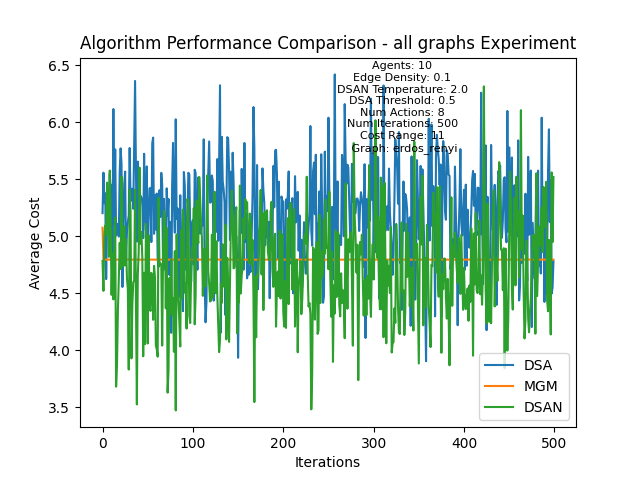 Algorithm Performance Comparison - all graphs Experiment
Agents: 10
Edge Density: 0.1
DSAN Temperature: 2.0
DSA Threshold: 0.5
Num Actions: 8
Num Iterations: 500
Cost Range: 11
Graph: erdos_renyi
6.5
6.0
5.5
5.0
4.5
4.0
3.5
Average Cost
0
100
200
300
400
500
Iterations
DSA
MGM
DSAN